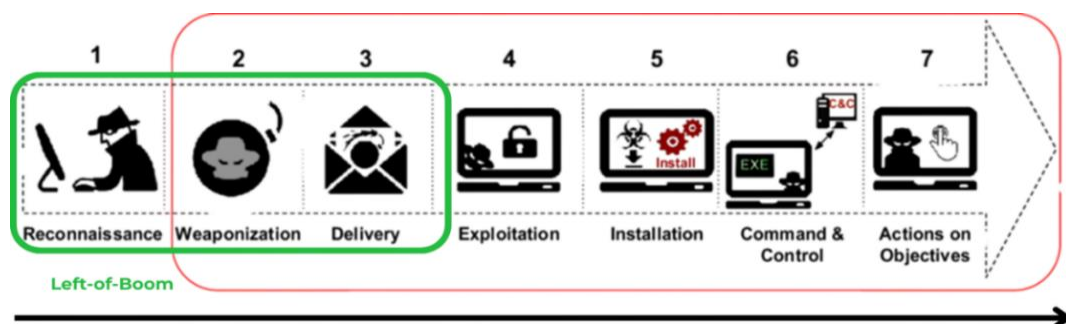 1 2 3 4 5 6 7
C&C
Install
EXE
Reconnaissance Weaponization Delivery Exploitation Installation Command & Control Actions on Objectives
Left-of-Boom